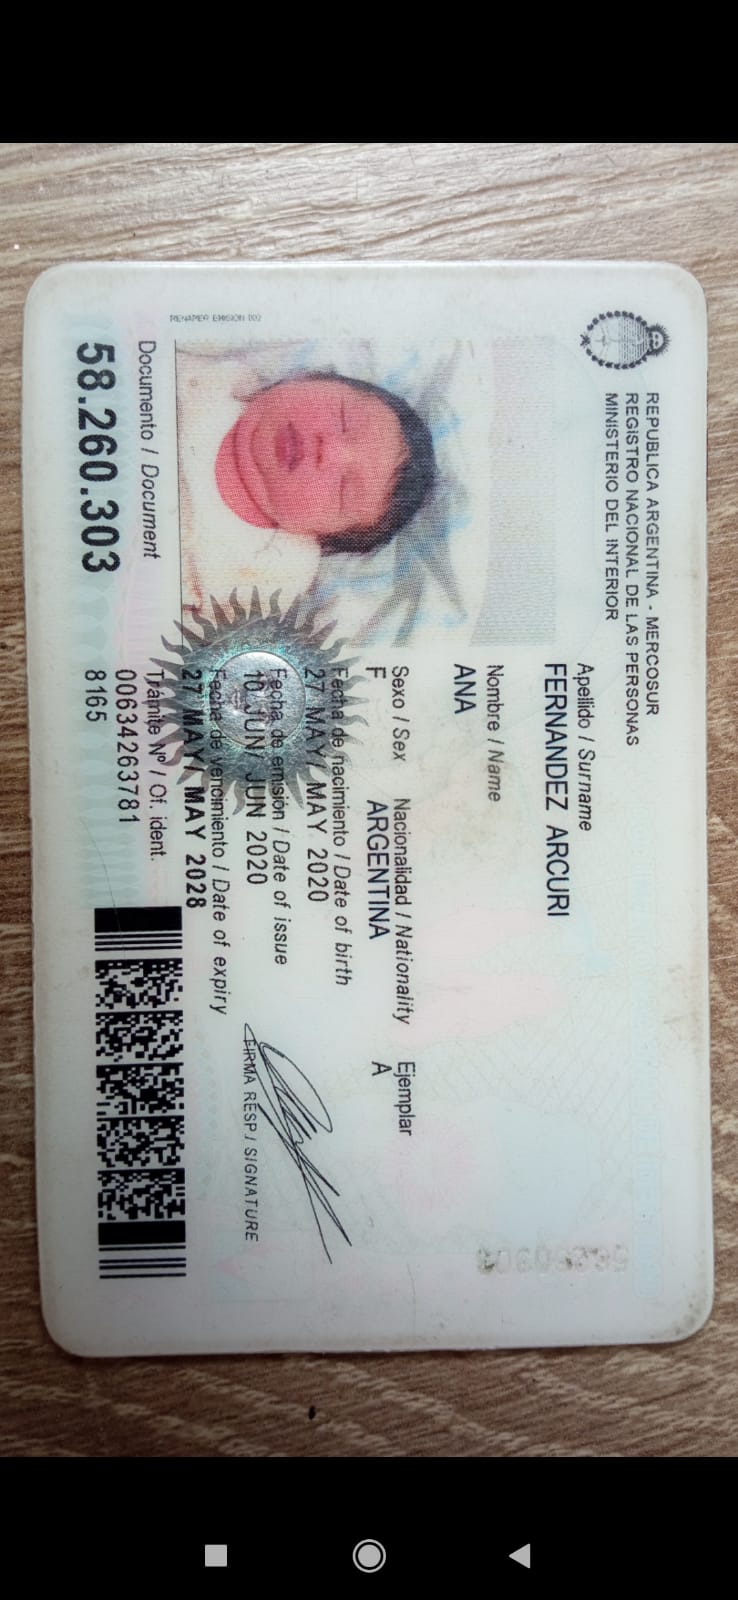 REPUBLICA ARGENTINA - MERCOSUR
REGISTRO NACIONAL DE LAS PERSONAS
MINISTERIO DEL INTERIOR
Apellido / Surname
FERNANDEZ ARCURI
Nombre / Name
ANA
Sexo / Sex Nacionalidad / Nationality Ejemplar
F ARGENTINA A
Fecha de nacimiento / Date of birth
27 MAY/ MAY 2020
Fecha de emisión / Date of issue
10 JUN/ JUN 2020
Fecha de vencimiento / Date of expiry
27 MAY/ MAY 2028
FIRMA RESP./ SIGNATURE
Documento / Document
58.260.303
Trámite Nº / Of. ident.
00634263781
8165
RENAPER EMISION 002
58260303